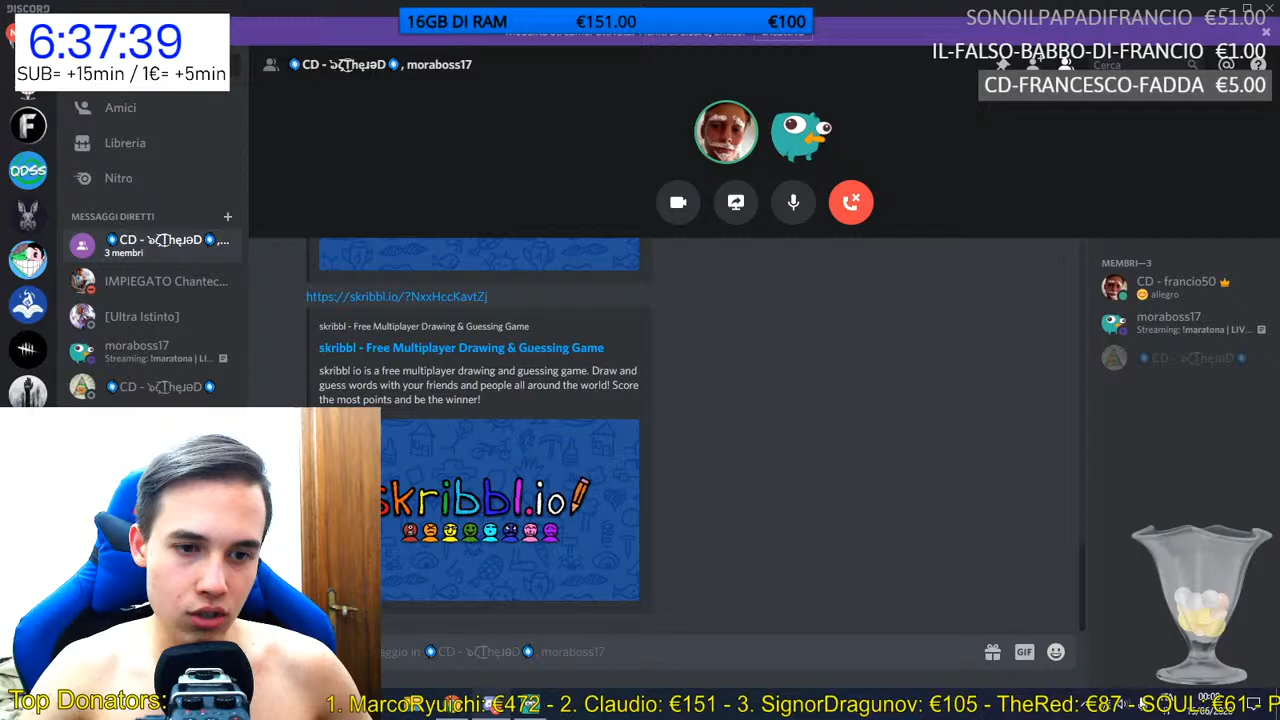 DISCORD
6:37:39
SUB= +15min / 1€= +5min
16GB DI RAM €151.00 €100
SONOILPAPADIFRANCIO €51.00
IL-FALSO-BABBO-DI-FRANCIO €1.00
CD-FRANCESCO-FADDA €5.00
, moraboss17
Cerca
Amici
Libreria
Nitro
MESSAGGI DIRETTI
3 membri
IMPIEGATO Chantec...
[Ultra Istinto]
moraboss17
Streaming: !maratona | LI...
https://skribbl.io/?NxxHccKavtZj
skribbl - Free Multiplayer Drawing & Guessing Game
skribbl - Free Multiplayer Drawing & Guessing Game
skribbl io is a free multiplayer drawing and guessing game. Draw and
guess words with your friends and people all around the world! Score
the most points and be the winner!
skribbl.io
MEMBRI—3
CD - francio50
allegro
moraboss17
Streaming: !maratona | LIV...
moraboss17
GIF
Top Donators:
1. MarcoRyuichi: €472 - 2. Claudio: €151 - 3. SignorDragunov: €105 - TheRed: €87 - SOUL: €61 - F